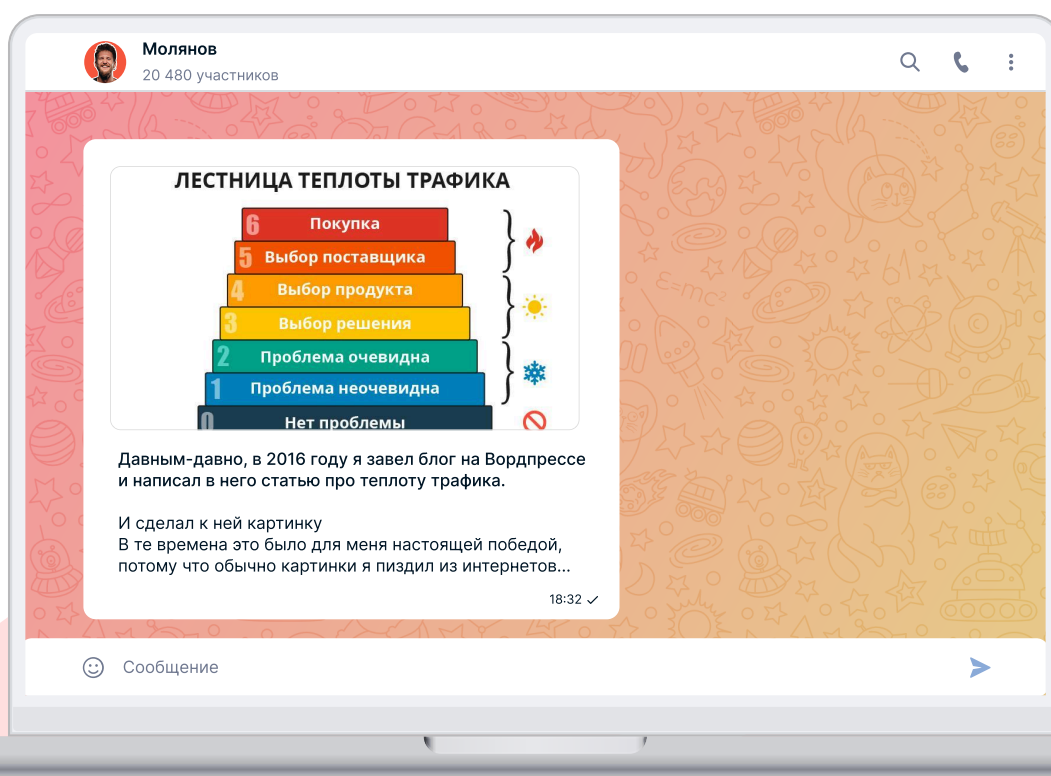 Молянов
20 480 участников
ЛЕСТНИЦА ТЕПЛОТЫ ТРАФИКА
6 Покупка
5 Выбор поставщика
4 Выбор продукта
3 Выбор решения
2 Проблема очевидна
1 Проблема неочевидна
0 Нет проблемы
E=mc²
Давным-давно, в 2016 году я завел блог на Вордпрессе
и написал в него статью про теплоту трафика.
И сделал к ней картинку
В те времена это было для меня настоящей победой,
потому что обычно картинки я пиздил из интернетов...
18:32
Сообщение